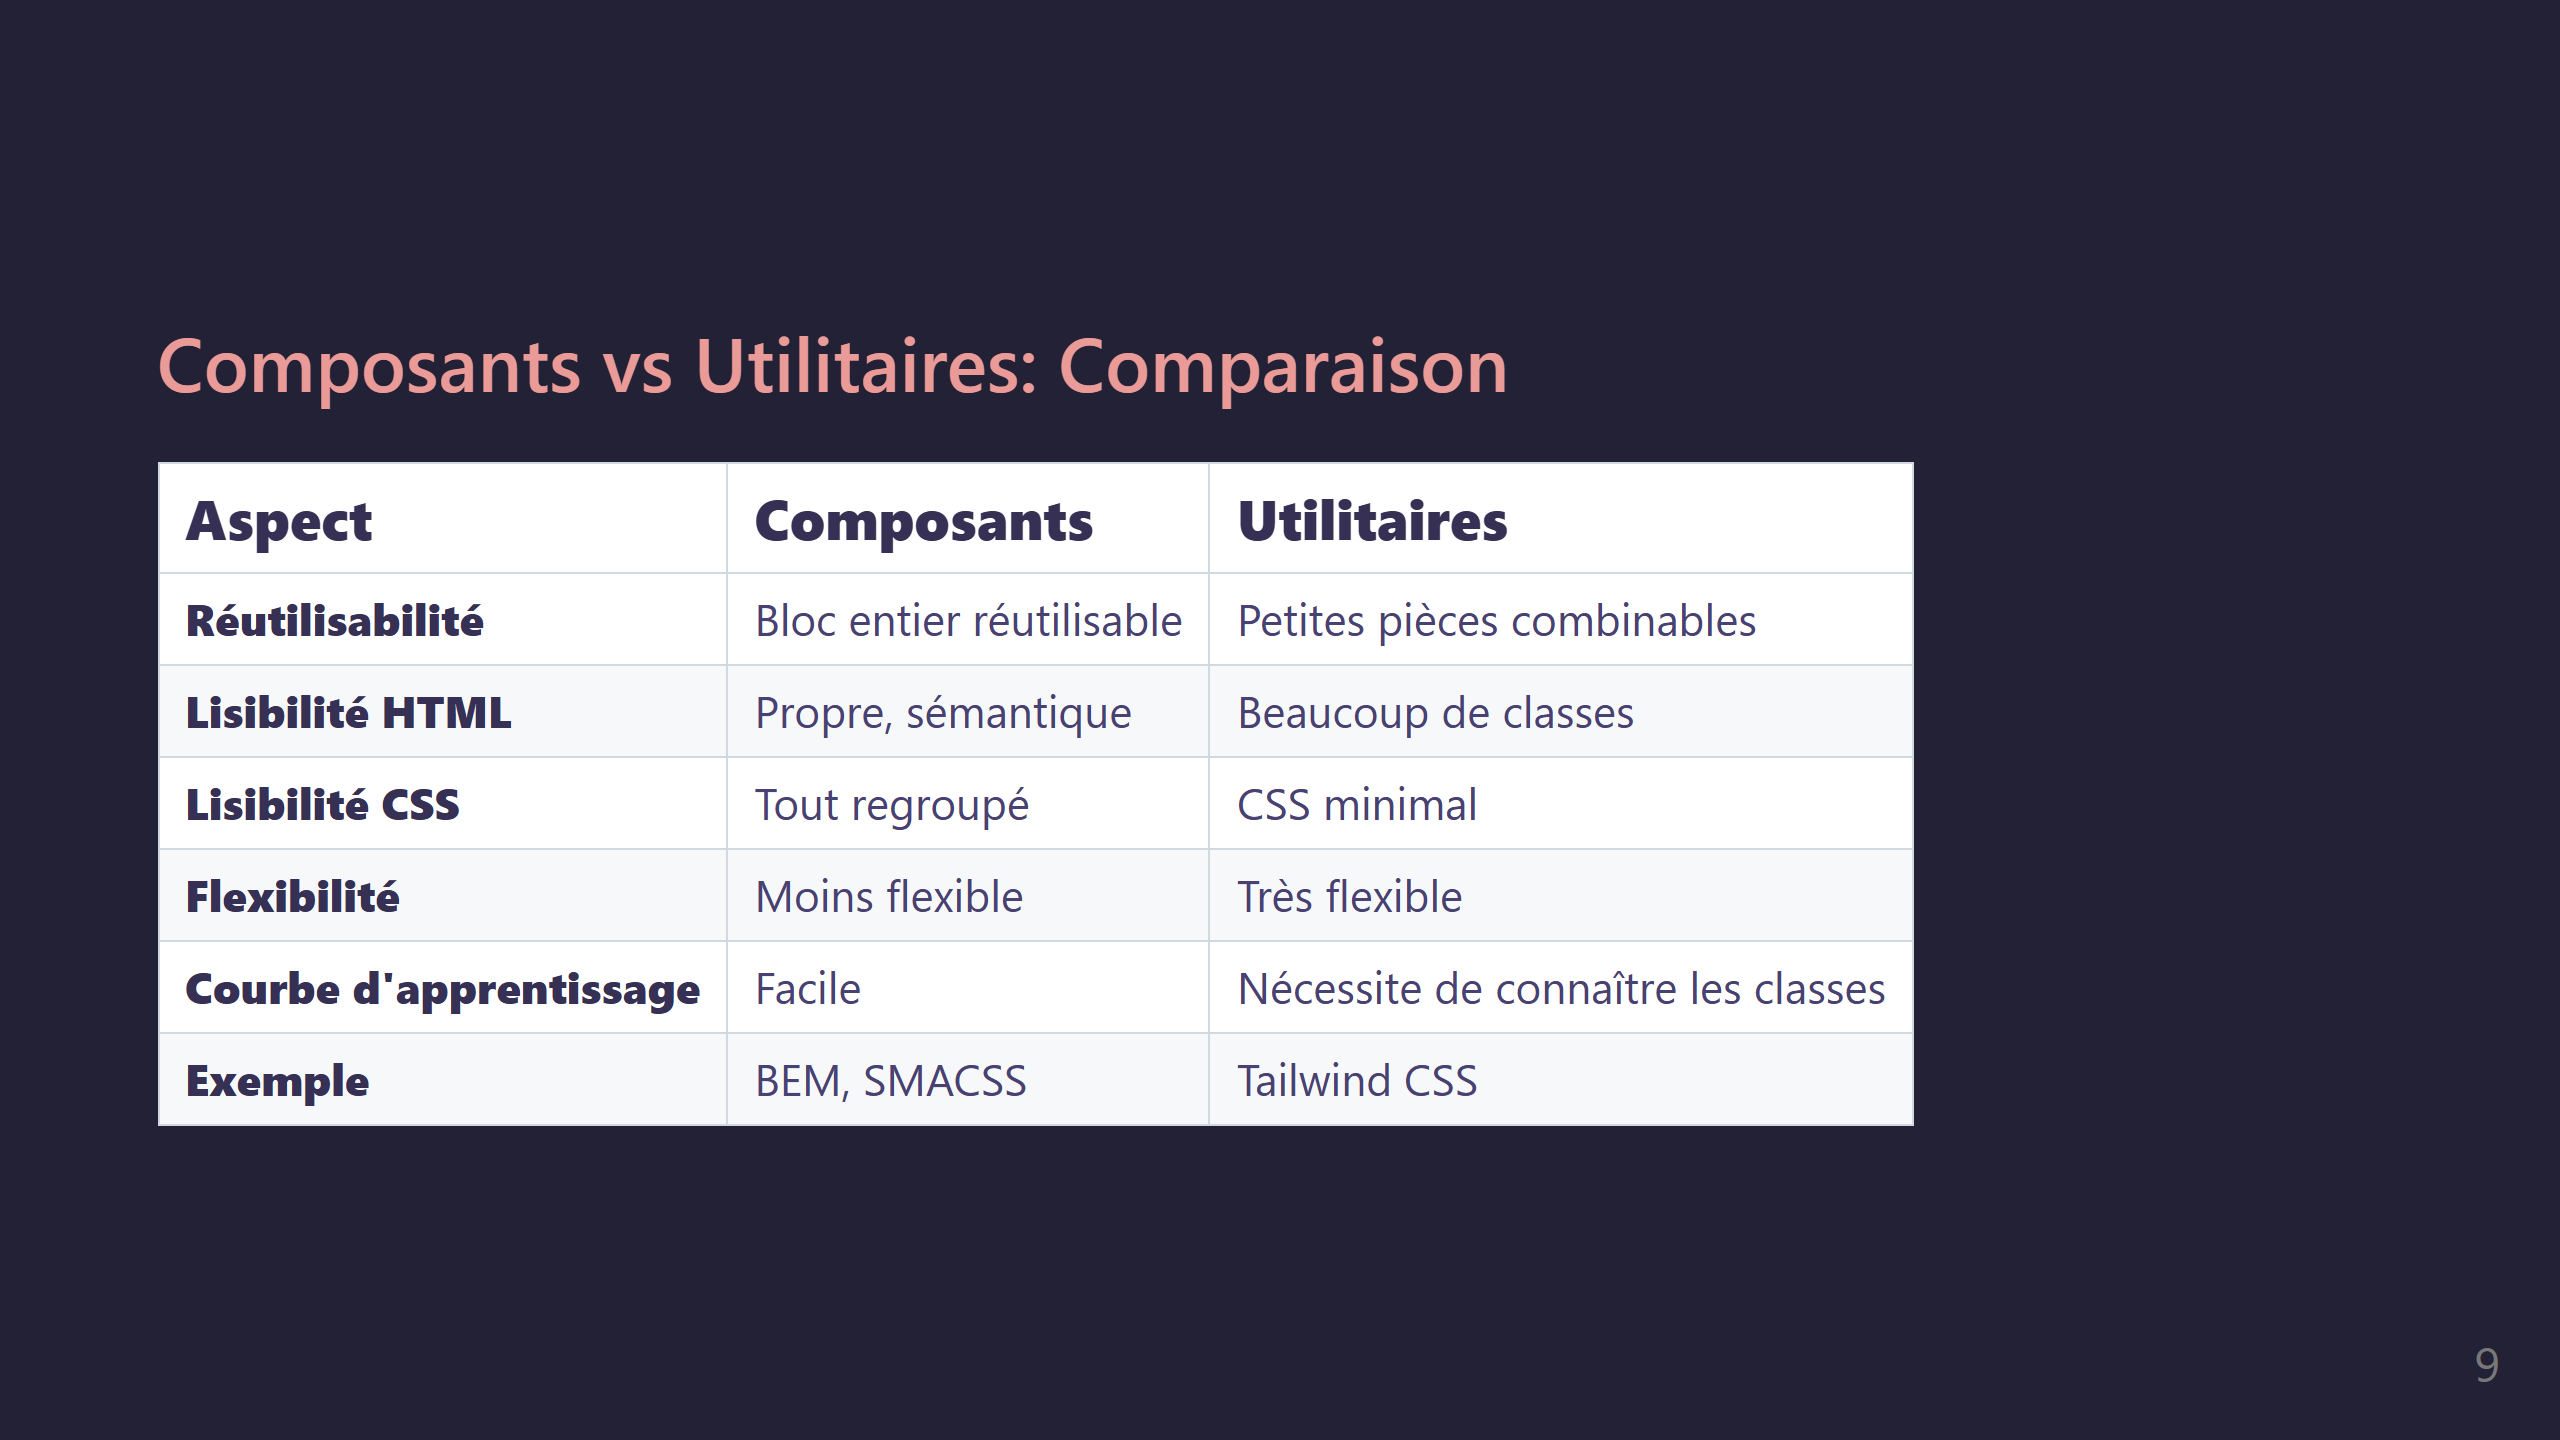 Composants vs Utilitaires: Comparaison
Aspect Composants Utilitaires
Réutilisabilité Bloc entier réutilisable Petites pièces combinables
Lisibilité HTML Propre, sémantique Beaucoup de classes
Lisibilité CSS Tout regroupé CSS minimal
Flexibilité Moins flexible Très flexible
Courbe d'apprentissage Facile Nécessite de connaître les classes
Exemple BEM, SMACSS Tailwind CSS
9